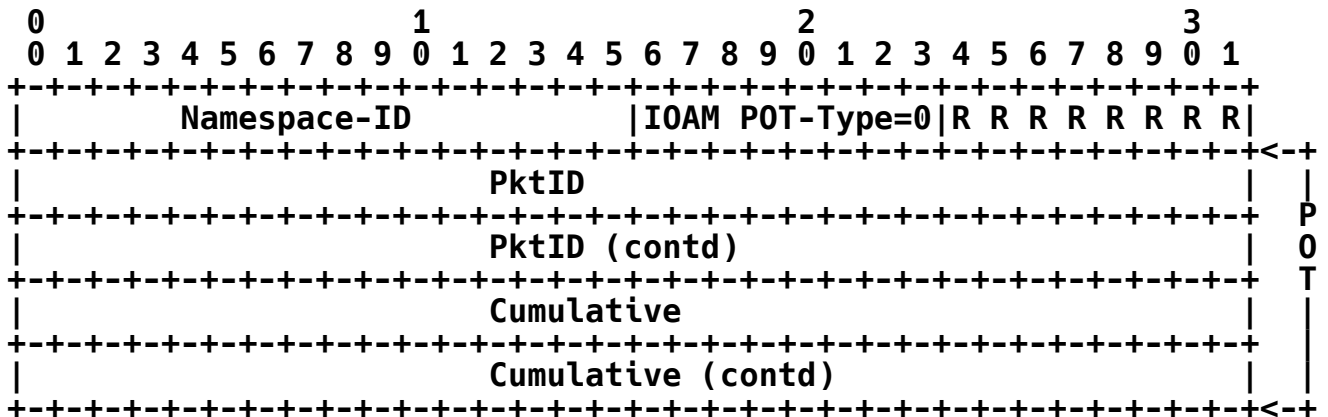 0                   1                   2                   3
 0 1 2 3 4 5 6 7 8 9 0 1 2 3 4 5 6 7 8 9 0 1 2 3 4 5 6 7 8 9 0 1
+-+-+-+-+-+-+-+-+-+-+-+-+-+-+-+-+-+-+-+-+-+-+-+-+-+-+-+-+-+-+-+-+
|        Namespace-ID           |IOAM POT-Type=0|R R R R R R R R|
+-+-+-+-+-+-+-+-+-+-+-+-+-+-+-+-+-+-+-+-+-+-+-+-+-+-+-+-+-+-+-+-+<-+
|                        PktID                                  |  |
+-+-+-+-+-+-+-+-+-+-+-+-+-+-+-+-+-+-+-+-+-+-+-+-+-+-+-+-+-+-+-+-+  P
|                        PktID (contd)                          |  O
+-+-+-+-+-+-+-+-+-+-+-+-+-+-+-+-+-+-+-+-+-+-+-+-+-+-+-+-+-+-+-+-+  T
|                        Cumulative                             |  |
+-+-+-+-+-+-+-+-+-+-+-+-+-+-+-+-+-+-+-+-+-+-+-+-+-+-+-+-+-+-+-+-+  |
|                        Cumulative (contd)                     |  |
+-+-+-+-+-+-+-+-+-+-+-+-+-+-+-+-+-+-+-+-+-+-+-+-+-+-+-+-+-+-+-+-+<-+